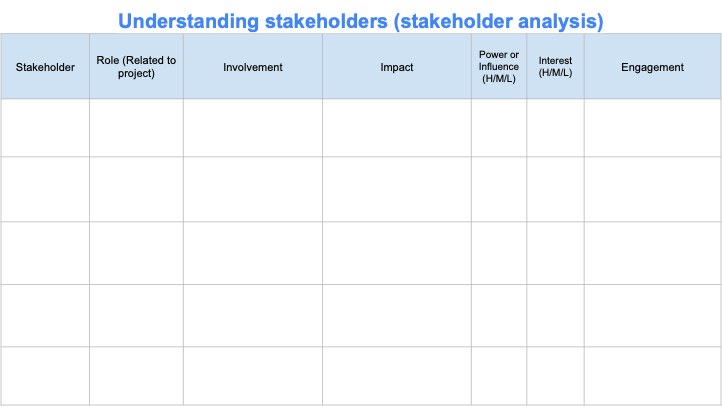 Understanding stakeholders (stakeholder analysis)
Stakeholder
Role (Related to
project)
Involvement
Impact
Power or
Influence
(H/M/L)
Interest
(H/M/L)
Engagement